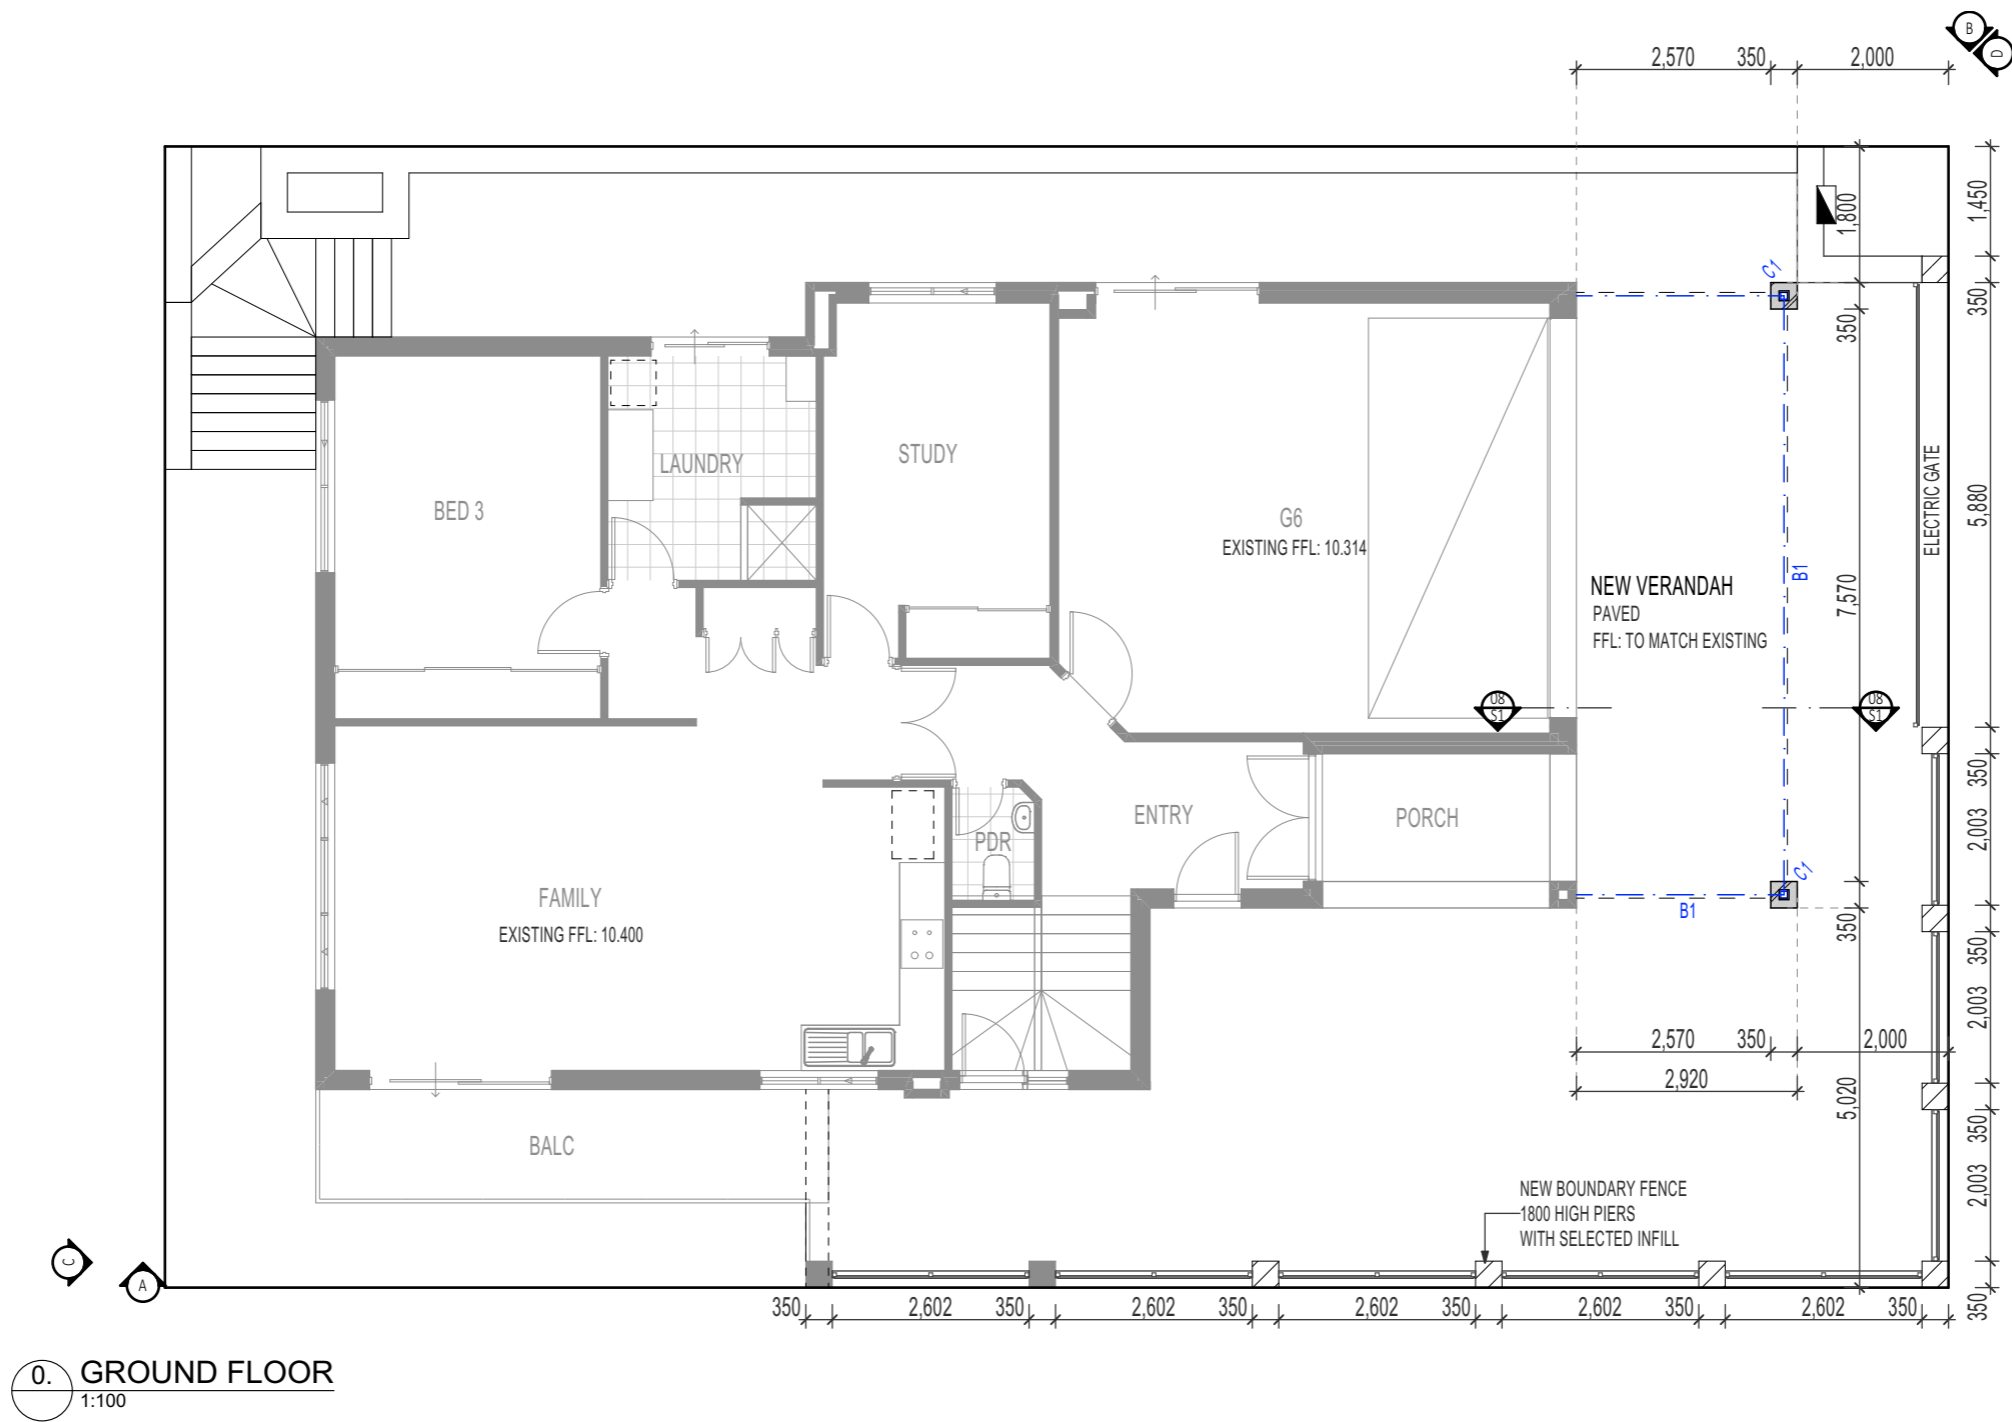 B
D
2,570 350 2,000
1,450
1,800
C1
350
350
STUDY
LAUNDRY
BED 3
G6
EXISTING FFL: 10.314
ELECTRIC GATE
5,880
B1
NEW VERANDAH
PAVED
FFL: TO MATCH EXISTING
7,570
08
S1
08
S1
350
ENTRY
PORCH
PDR
2,003
C1
FAMILY
EXISTING FFL: 10.400
B1
350
350
2,003
2,570 350 2,000
2,920
5,020
350
BALC
2,003
NEW BOUNDARY FENCE
1800 HIGH PIERS
WITH SELECTED INFILL
C
A
350 2,602 350 2,602 350 2,602 350 2,602 350 2,602 350
350
0. GROUND FLOOR
1:100